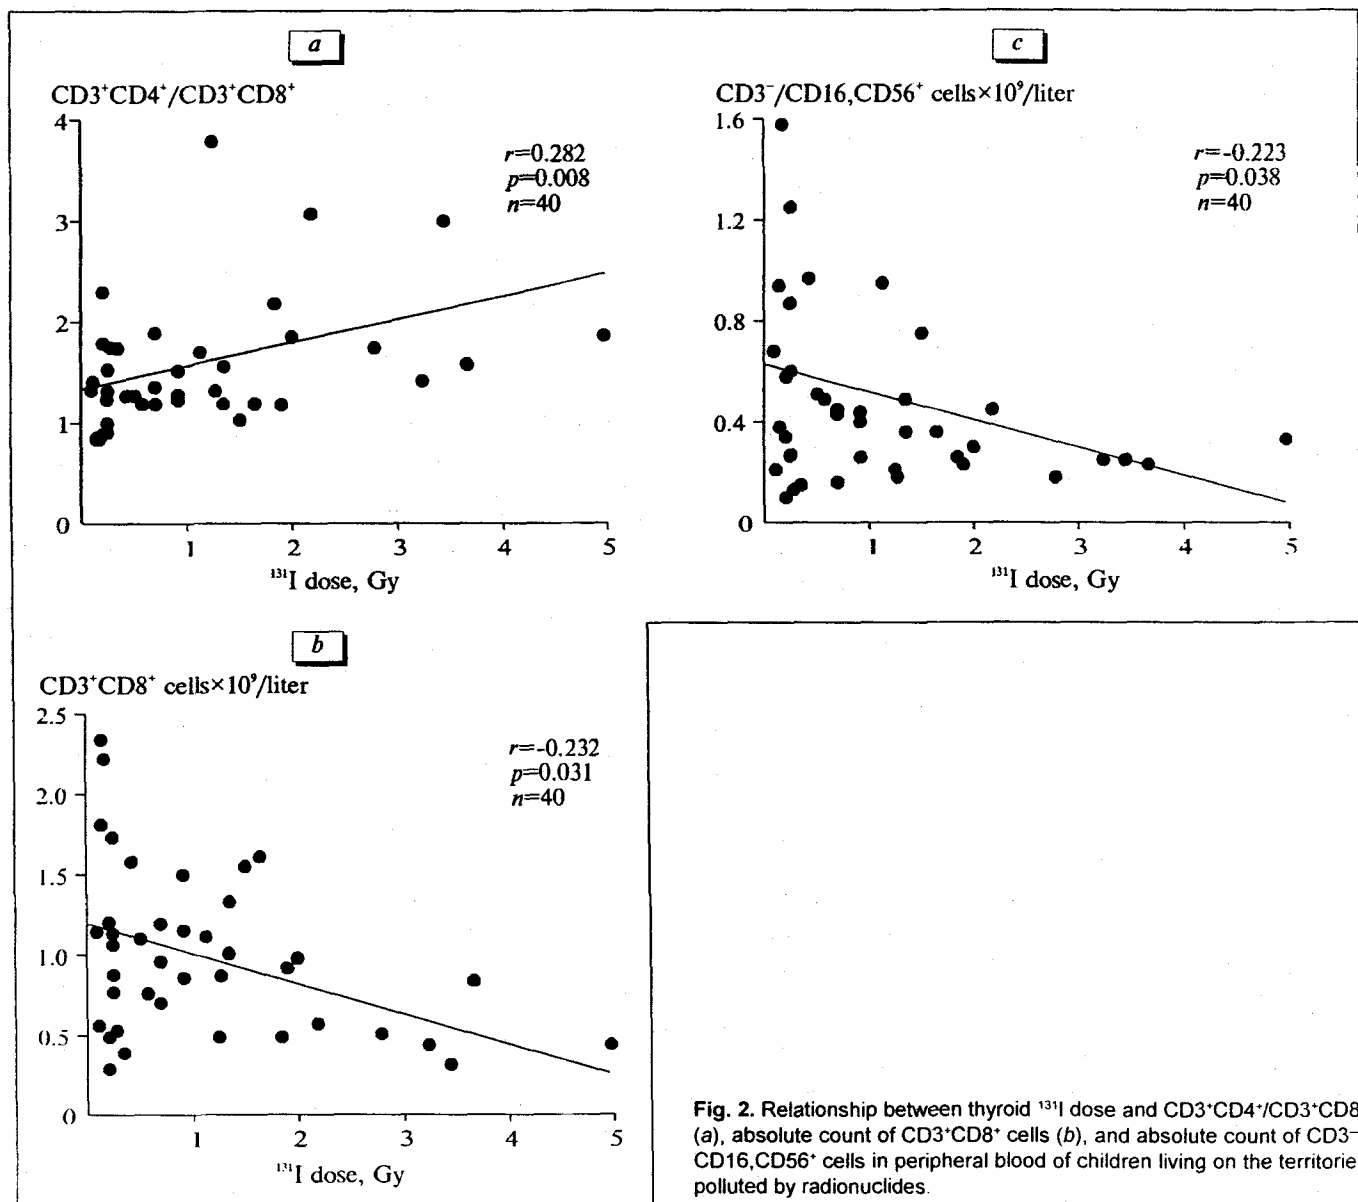 a
CD3⁺CD4⁺/CD3⁺CD8⁺
4
3
2
1
0
r=0.282
p=0.008
n=40
1 2 3 4 5
¹³¹I dose, Gy
c
CD3⁻/CD16,CD56⁺ cells×10⁹/liter
1.6
1.2
0.8
0.4
0
r=-0.223
p=0.038
n=40
1 2 3 4 5
¹³¹I dose, Gy
b
CD3⁺CD8⁺ cells×10⁹/liter
2.5
2.0
1.5
1.0
0.5
0
r=-0.232
p=0.031
n=40
1 2 3 4 5
¹³¹I dose, Gy
Fig. 2. Relationship between thyroid ¹³¹I dose and CD3⁺CD4⁺/CD3⁺CD8
(a), absolute count of CD3⁺CD8⁺ cells (b), and absolute count of CD3⁻
CD16,CD56⁺ cells in peripheral blood of children living on the territorie
polluted by radionuclides.